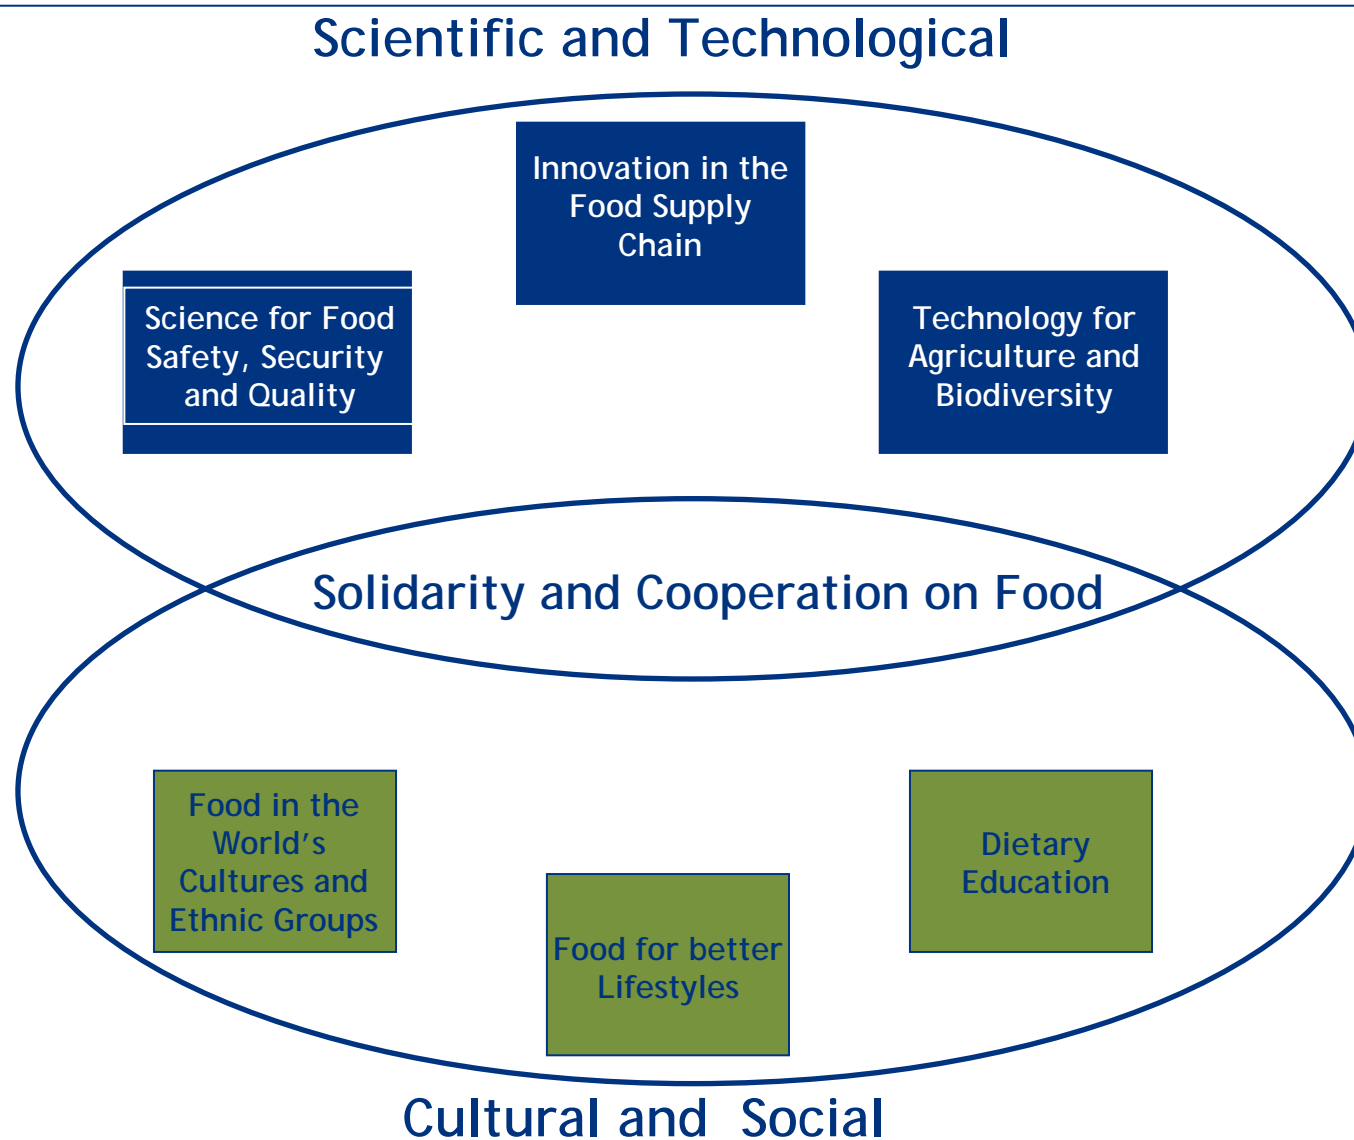 Scientific and Technological
Innovation in the
Food Supply
Chain
Science for Food
Safety, Security
and Quality
Technology for
Agriculture and
Biodiversity
Solidarity and Cooperation on Food
Food in the
World’s
Cultures and
Ethnic Groups
Food for better
Lifestyles
Dietary
Education
Cultural and  Social